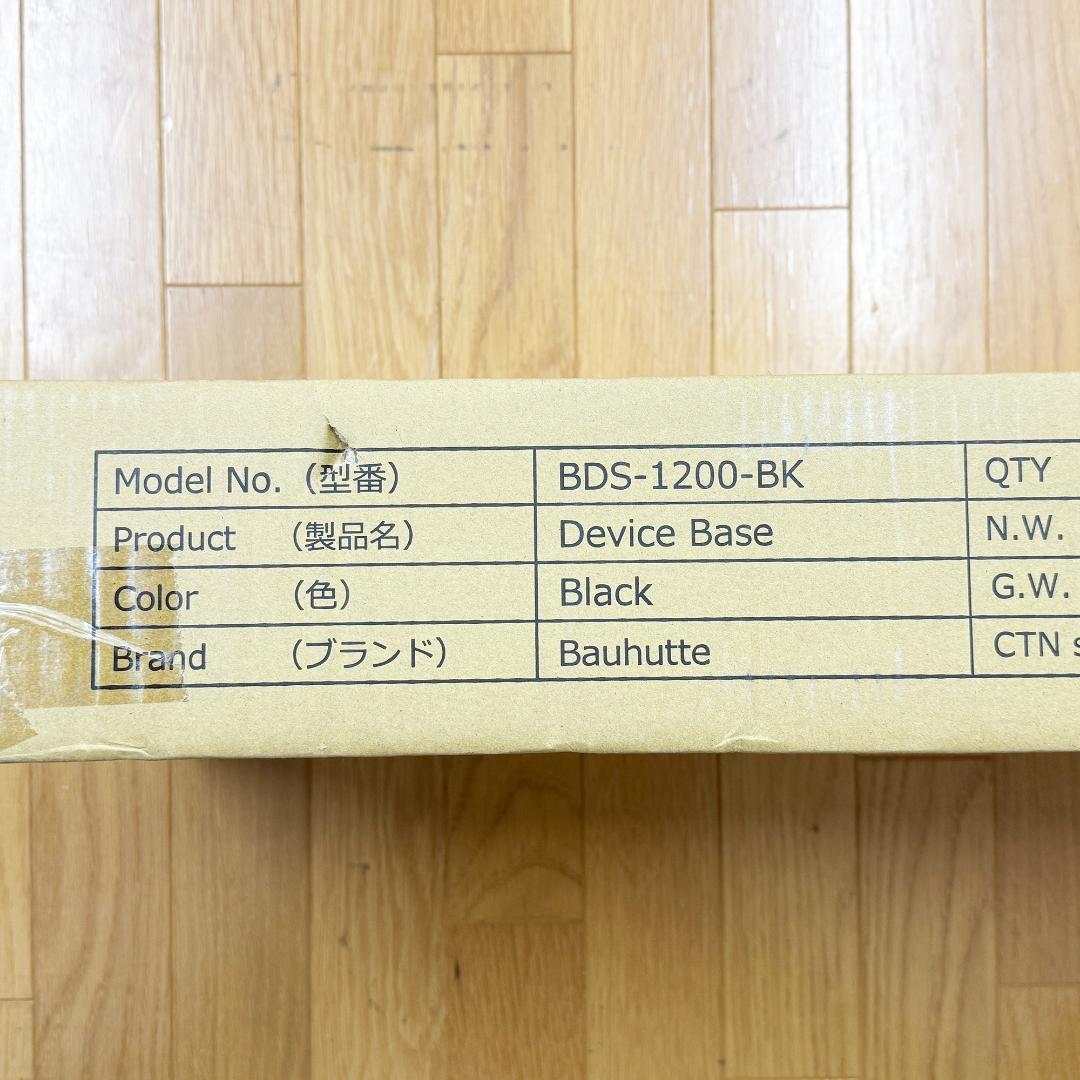 Model No. （型番） BDS-1200-BK QTY
Product （製品名） Device Base N.W.
Color （色） Black G.W.
Brand （ブランド） Bauhutte CTN